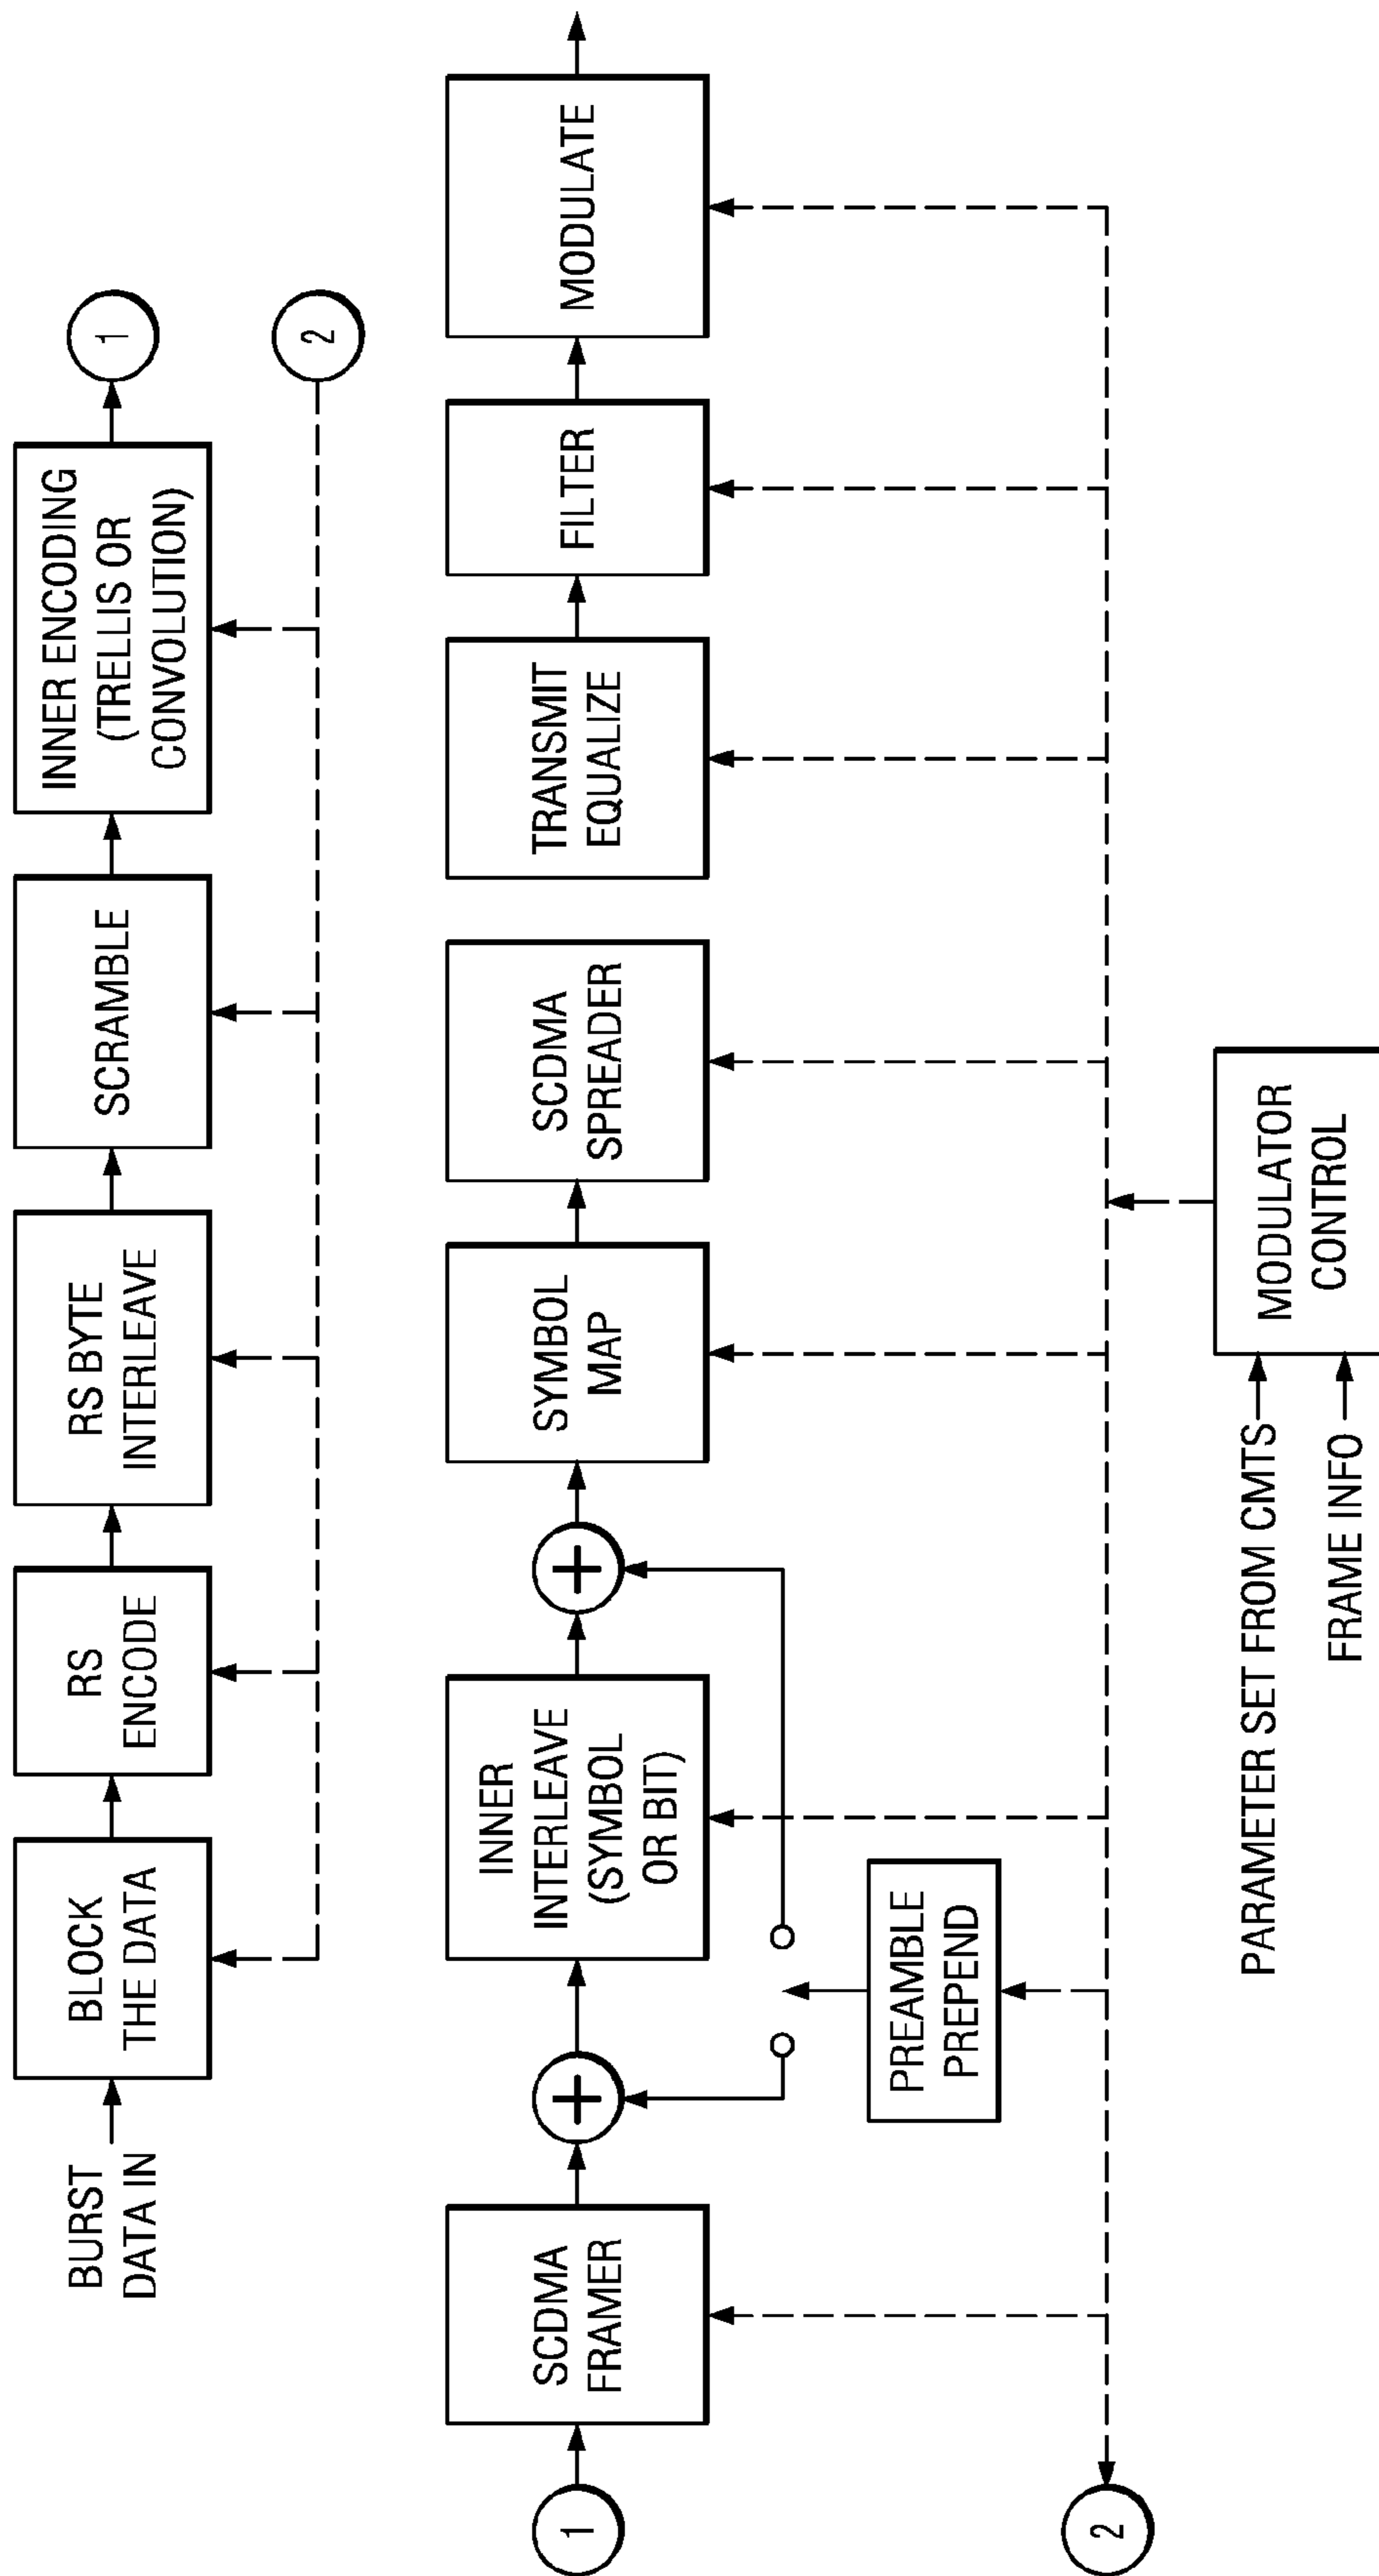 BURST
DATA IN
BLOCK
THE DATA
RS
ENCODE
RS BYTE
INTERLEAVE
SCRAMBLE
INNER ENCODING
(TRELLIS OR
CONVOLUTION)
1
2
1
SCDMA
FRAMER
+
INNER
INTERLEAVE
(SYMBOL
OR BIT)
+
SYMBOL
MAP
SCDMA
SPREADER
TRANSMIT
EQUALIZE
FILTER
MODULATE
PREAMBLE
PREPEND
2
PARAMETER SET FROM CMTS
FRAME INFO
MODULATOR
CONTROL